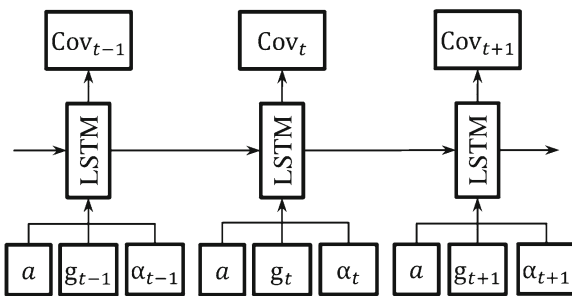 Cov_{t−1} Cov_t Cov_{t+1}
LSTM LSTM LSTM
a g_{t−1} α_{t−1} a g_t α_t a g_{t+1} α_{t+1}